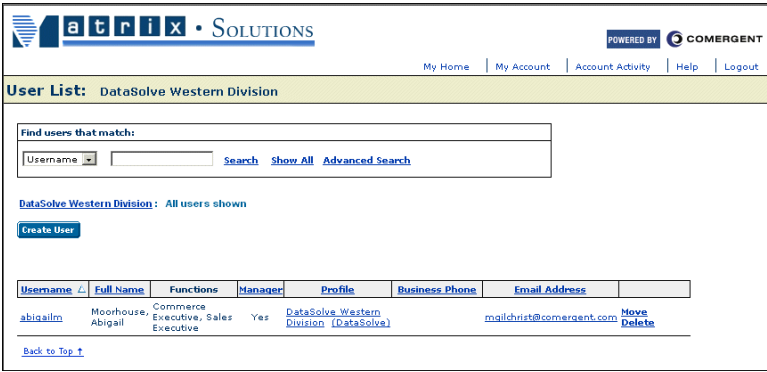 Matrix • SOLUTIONS
POWERED BY COMERGENT
My Home | My Account | Account Activity | Help | Logout
User List: DataSolve Western Division
Find users that match:
Username Search Show All Advanced Search
DataSolve Western Division : All users shown
Create User
Username Full Name Functions Manager Profile Business Phone Email Address
abigailm Moorhouse, Abigail Commerce Executive, Sales Executive Yes DataSolve Western Division (DataSolve) mgilchrist@comergent.com Move Delete
Back to Top ↑